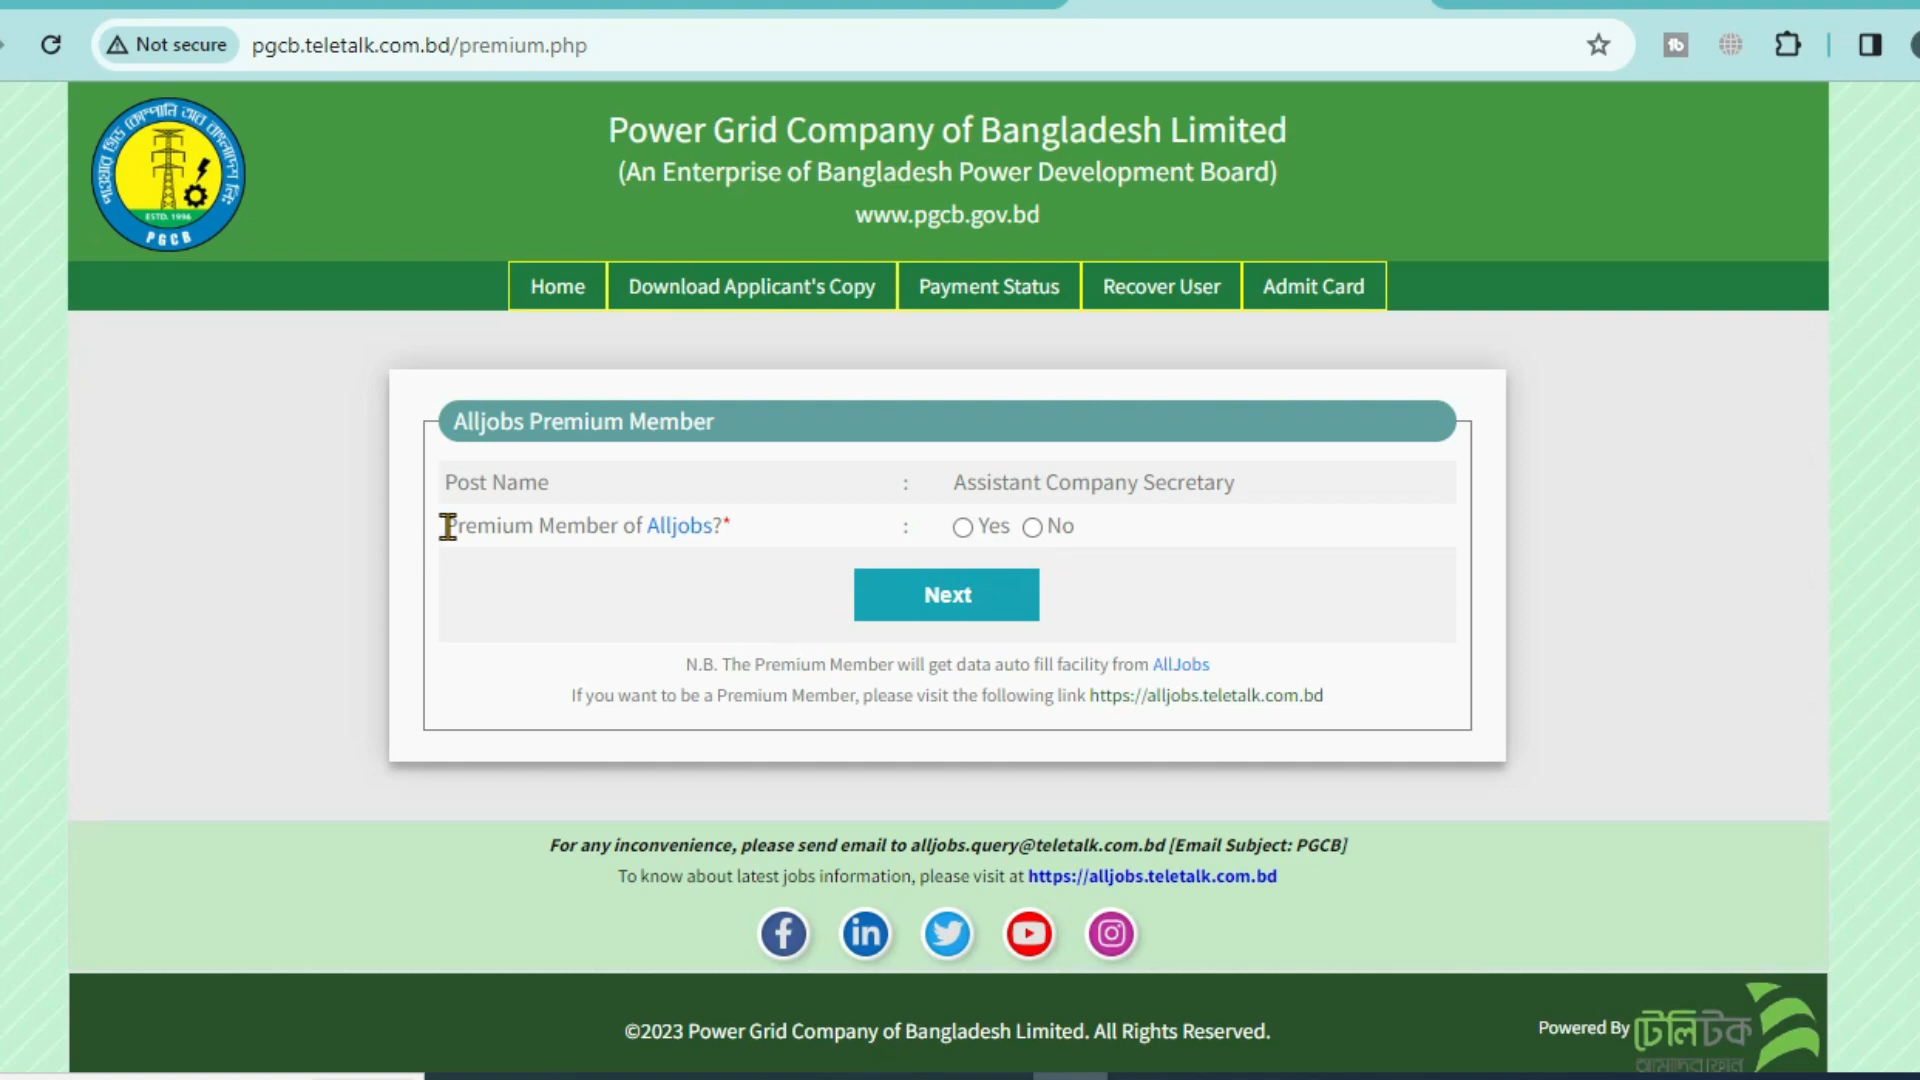 Not secure pgcb.teletalk.com.bd/premium.php
পাওয়ার গ্রিড কোম্পানি অব বাংলাদেশ লি:
ESTD. 1996
PGCB
Power Grid Company of Bangladesh Limited
(An Enterprise of Bangladesh Power Development Board)
www.pgcb.gov.bd
Home Download Applicant's Copy Payment Status Recover User Admit Card
Alljobs Premium Member
Post Name : Assistant Company Secretary
Premium Member of Alljobs?* : Yes No
Next
N.B. The Premium Member will get data auto fill facility from AllJobs
If you want to be a Premium Member, please visit the following link https://alljobs.teletalk.com.bd
For any inconvenience, please send email to alljobs.query@teletalk.com.bd [Email Subject: PGCB]
To know about latest jobs information, please visit at https://alljobs.teletalk.com.bd
©2023 Power Grid Company of Bangladesh Limited. All Rights Reserved.
Powered By টেলিটক
আমাদের ফোন